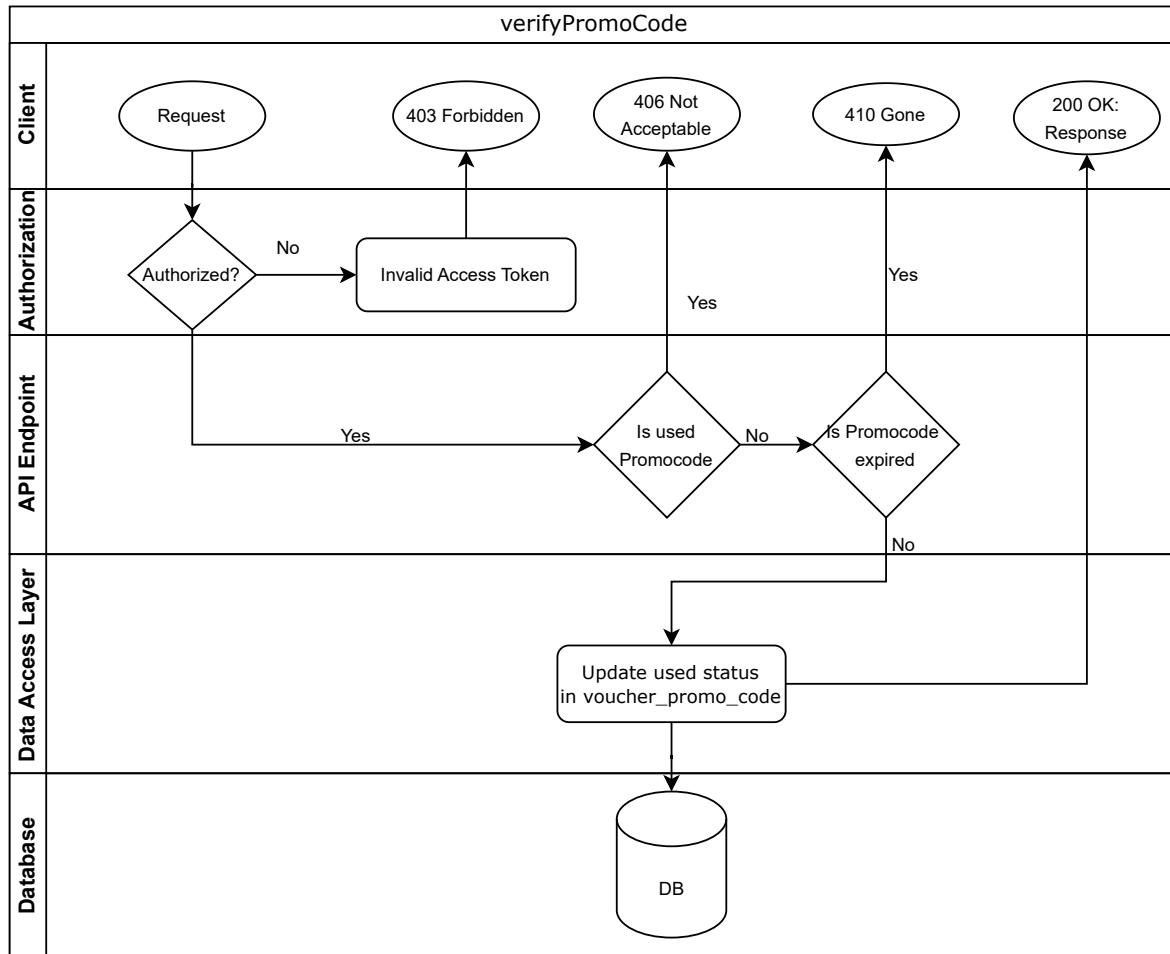 verifyPromoCode
Client
Request
403 Forbidden
406 Not
Acceptable
410 Gone
200 OK:
Response
Authorization
Authorized?
No
Invalid Access Token
Yes
Yes
API Endpoint
Yes
Is used
Promocode
No
Is Promocode
expired
No
Data Access Layer
Update used status
in voucher_promo_code
Database
DB